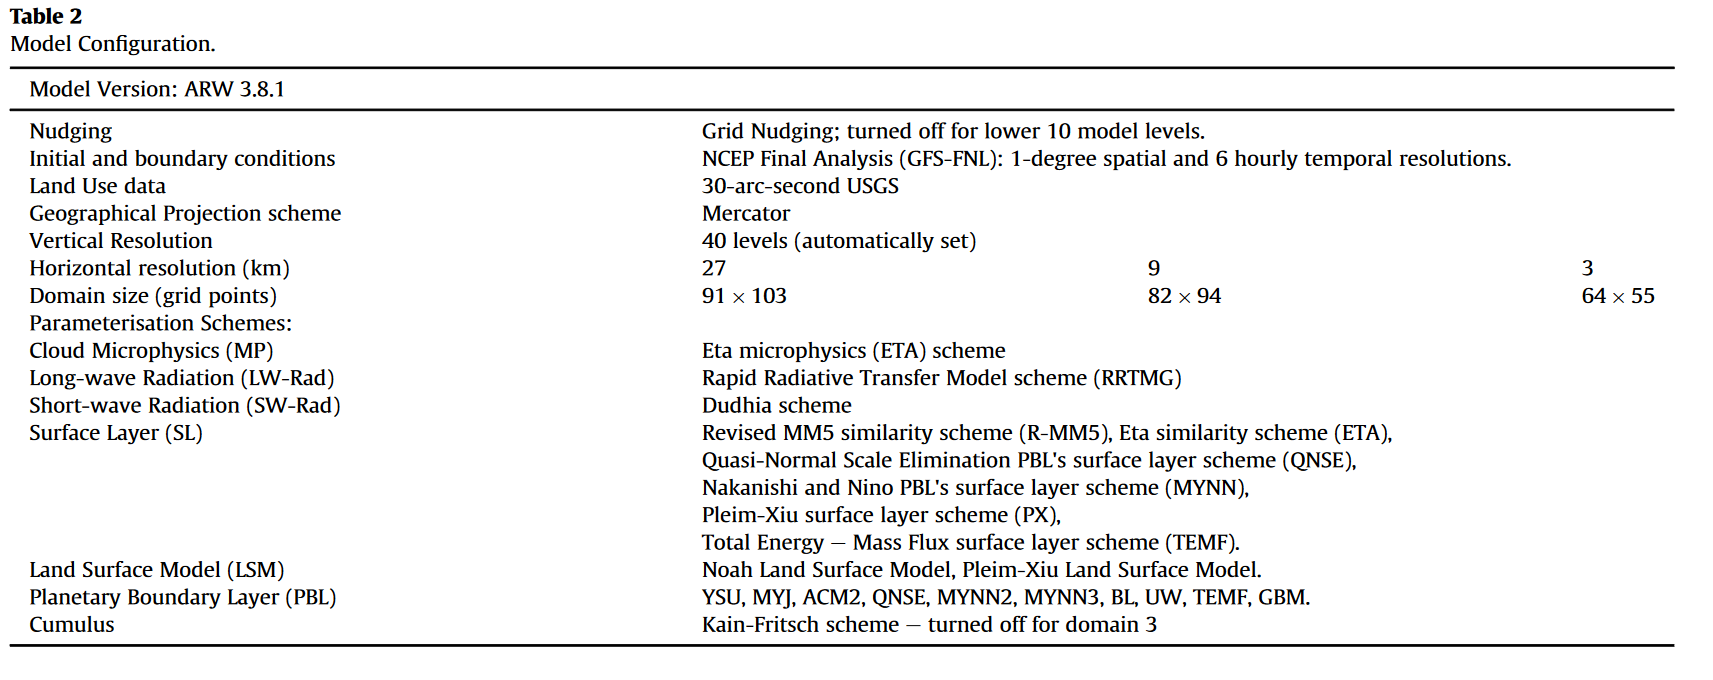 Table 2
Model Configuration.
Model Version: ARW 3.8.1
Nudging Grid Nudging; turned off for lower 10 model levels.
Initial and boundary conditions NCEP Final Analysis (GFS-FNL): 1-degree spatial and 6 hourly temporal resolutions.
Land Use data 30-arc-second USGS
Geographical Projection scheme Mercator
Vertical Resolution 40 levels (automatically set)
Horizontal resolution (km) 27 9 3
Domain size (grid points) 91 × 103 82 × 94 64 × 55
Parameterisation Schemes:
Cloud Microphysics (MP) Eta microphysics (ETA) scheme
Long-wave Radiation (LW-Rad) Rapid Radiative Transfer Model scheme (RRTMG)
Short-wave Radiation (SW-Rad) Dudhia scheme
Surface Layer (SL) Revised MM5 similarity scheme (R-MM5), Eta similarity scheme (ETA),
Quasi-Normal Scale Elimination PBL's surface layer scheme (QNSE),
Nakanishi and Nino PBL's surface layer scheme (MYNN),
Pleim-Xiu surface layer scheme (PX),
Total Energy — Mass Flux surface layer scheme (TEMF).
Land Surface Model (LSM) Noah Land Surface Model, Pleim-Xiu Land Surface Model.
Planetary Boundary Layer (PBL) YSU, MYJ, ACM2, QNSE, MYNN2, MYNN3, BL, UW, TEMF, GBM.
Cumulus Kain-Fritsch scheme — turned off for domain 3